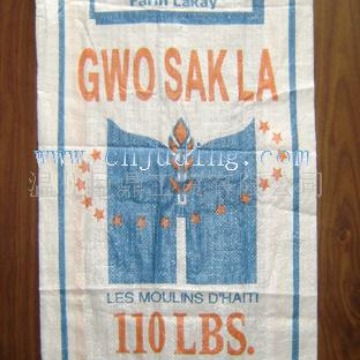 Farin LaKay
GWO SAK LA
www.cnjuding.com
LES MOULINS D'HAITI
110 LBS.